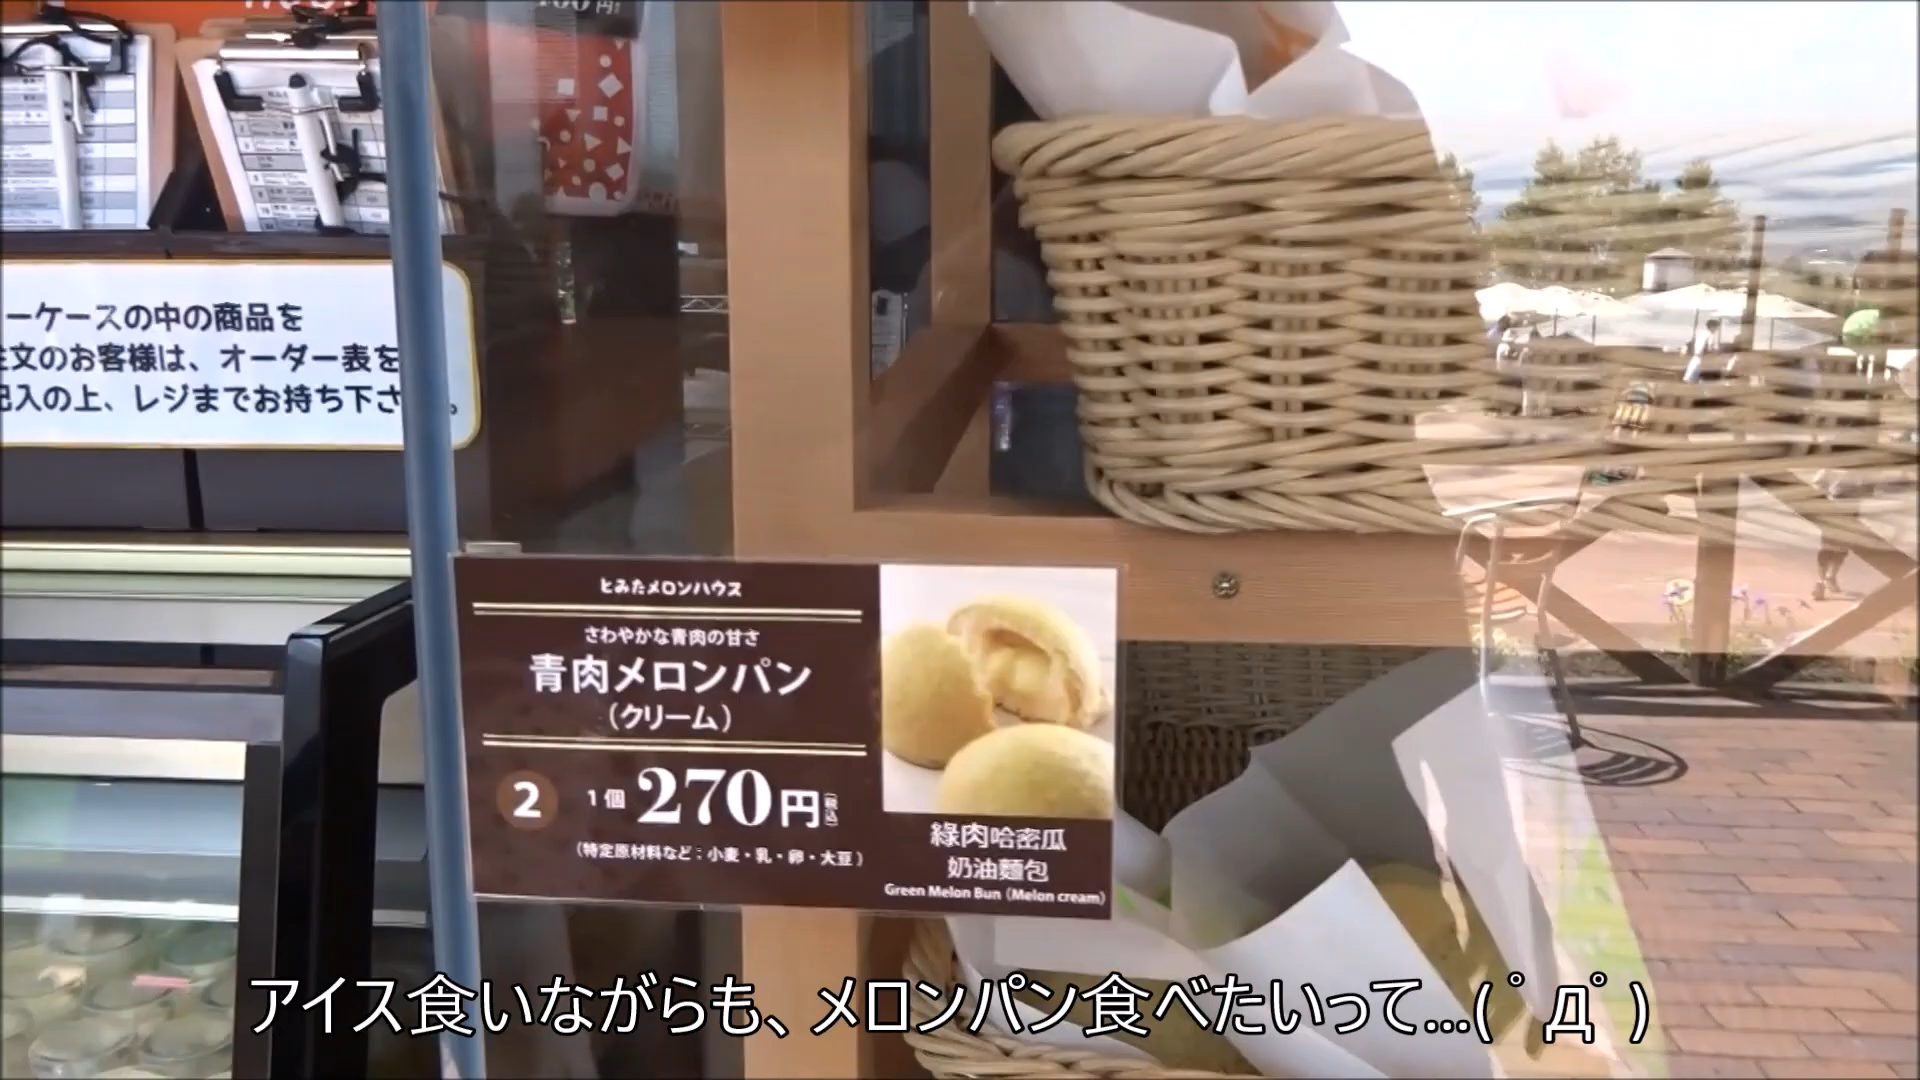 ーケースの中の商品を
注文のお客様は、オーダー表を
記入の上、レジまでお持ち下さ
とみたメロンハウス
さわやかな青肉の甘さ
青肉メロンパン
(クリーム)
2 1個 270円(税込)
(特定原材料など:小麦・乳・卵・大豆)
綠肉哈密瓜
奶油麵包
Green Melon Bun (Melon cream)
アイス食いながらも、メロンパン食べたいって...( ﾟДﾟ)